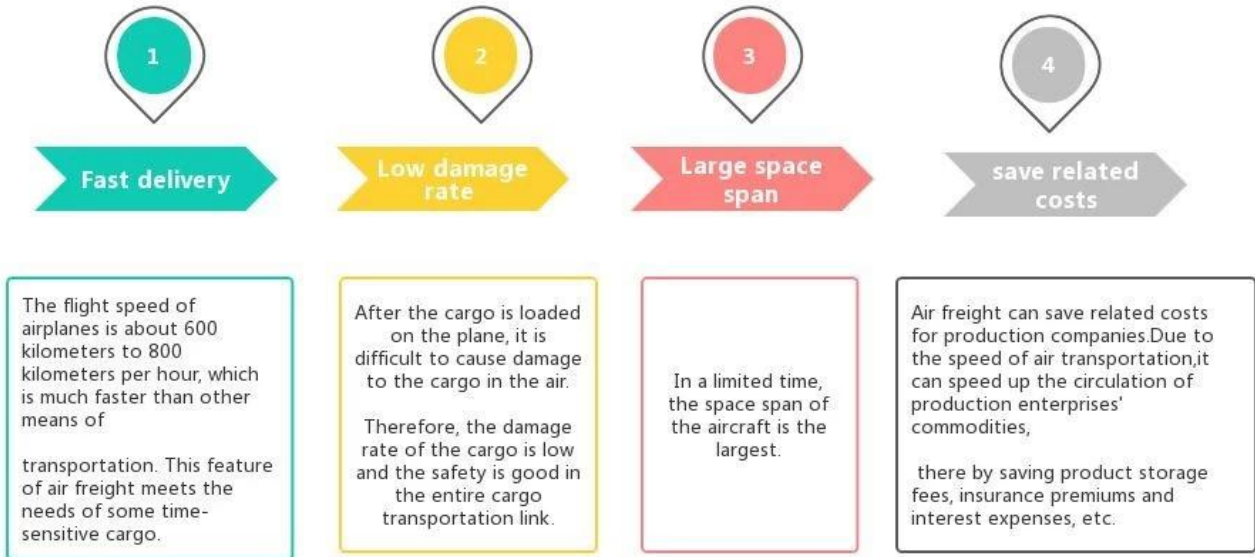 1
Fast delivery
The flight speed of
airplanes is about 600
kilometers to 800
kilometers per hour, which
is much faster than other
means of
transportation. This feature
of air freight meets the
needs of some time-
sensitive cargo.
2
Low damage
rate
After the cargo is loaded
on the plane, it is
difficult to cause damage
to the cargo in the air.
Therefore, the damage
rate of the cargo is low
and the safety is good in
the entire cargo
transportation link.
3
Large space
span
In a limited time,
the space span of
the aircraft is the
largest.
4
save related
costs
Air freight can save related costs
for production companies.Due to
the speed of air transportation,it
can speed up the circulation of
production enterprises'
commodities,
there by saving product storage
fees, insurance premiums and
interest expenses, etc.